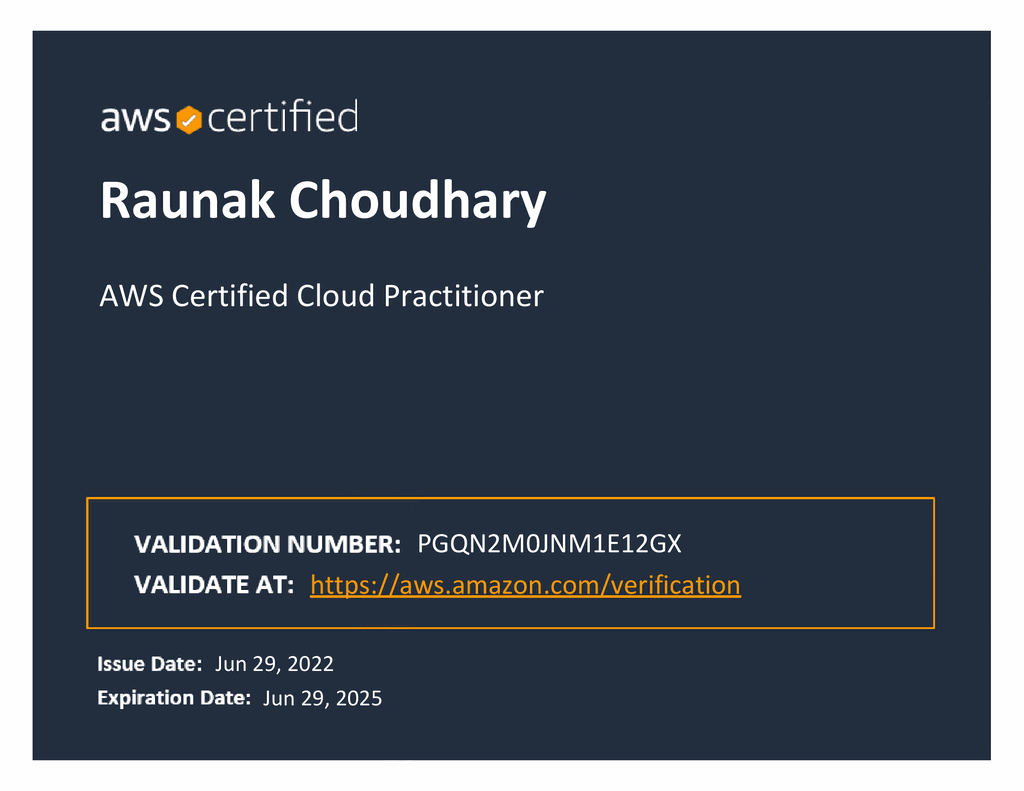 aws certified
Raunak Choudhary
AWS Certified Cloud Practitioner
VALIDATION NUMBER: PGQN2M0JNM1E12GX
VALIDATE AT: https://aws.amazon.com/verification
Issue Date: Jun 29, 2022
Expiration Date: Jun 29, 2025